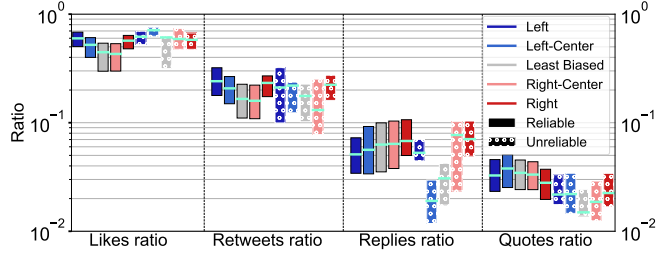 10⁰
10⁻¹
10⁻²
Ratio
Left
Left-Center
Least Biased
Right-Center
Right
Reliable
Unreliable
10⁰
10⁻¹
10⁻²
Likes ratio
Retweets ratio
Replies ratio
Quotes ratio